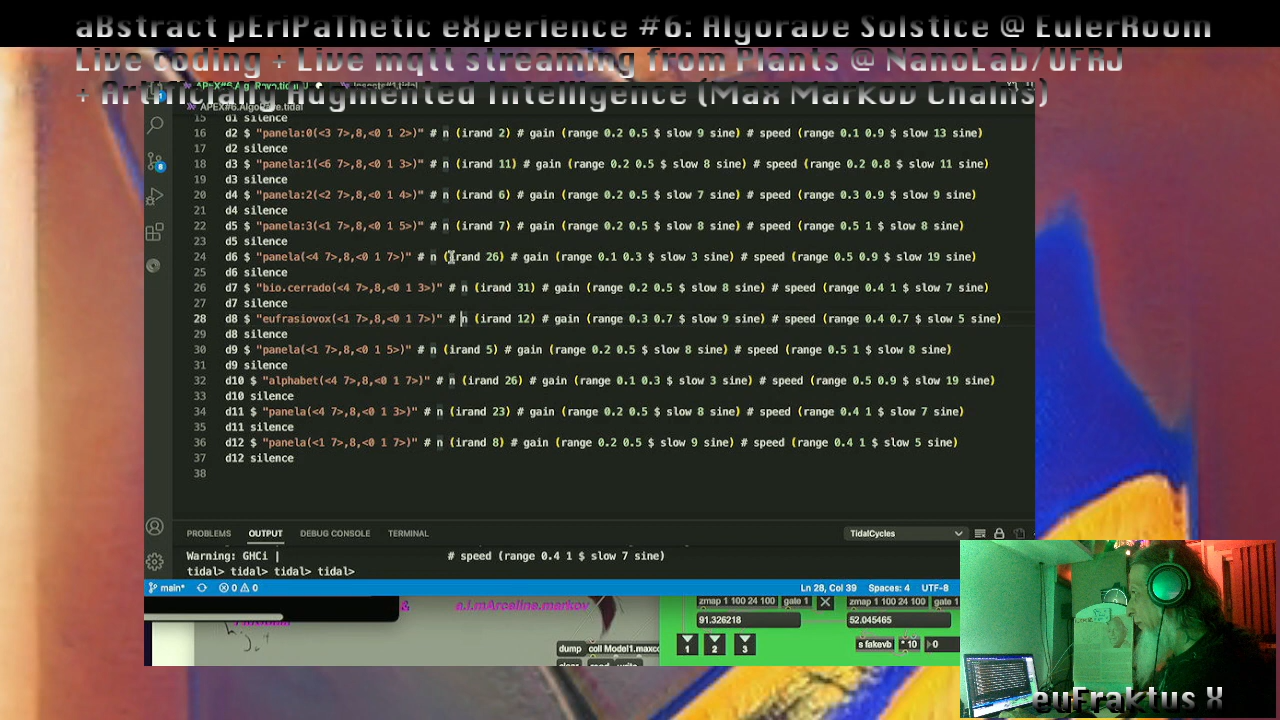 aBstract pEriPaThetic eXperience #6: Algorave Solstice @ EulerRoom
Live coding + Live mqtt streaming from Plants @ NanoLab/UFRJ
+ Artificially Augmented Intelligence (Max Markov Chains)
APEX#6.AlgoRave.tidal
15 d1 silence
16 d2 $ "panela:0(<3 7>,8,<0 1 2>)" # n (irand 2) # gain (range 0.2 0.5 $ slow 9 sine) # speed (range 0.1 0.9 $ slow 13 sine)
17 d2 silence
18 d3 $ "panela:1(<6 7>,8,<0 1 3>)" # n (irand 11) # gain (range 0.2 0.5 $ slow 8 sine) # speed (range 0.2 0.8 $ slow 11 sine)
19 d3 silence
20 d4 $ "panela:2(<2 7>,8,<0 1 4>)" # n (irand 6) # gain (range 0.2 0.5 $ slow 7 sine) # speed (range 0.3 0.9 $ slow 9 sine)
21 d4 silence
22 d5 $ "panela:3(<1 7>,8,<0 1 5>)" # n (irand 7) # gain (range 0.2 0.5 $ slow 8 sine) # speed (range 0.5 1 $ slow 8 sine)
23 d5 silence
24 d6 $ "panela(<4 7>,8,<0 1 7>)" # n (irand 26) # gain (range 0.1 0.3 $ slow 3 sine) # speed (range 0.5 0.9 $ slow 19 sine)
25 d6 silence
26 d7 $ "bio.cerrado(<4 7>,8,<0 1 3>)" # n (irand 31) # gain (range 0.2 0.5 $ slow 8 sine) # speed (range 0.4 1 $ slow 7 sine)
27 d7 silence
28 d8 $ "eufrasiovox(<1 7>,8,<0 1 7>)" # n (irand 12) # gain (range 0.3 0.7 $ slow 9 sine) # speed (range 0.4 0.7 $ slow 5 sine)
29 d8 silence
30 d9 $ "panela(<1 7>,8,<0 1 5>)" # n (irand 5) # gain (range 0.2 0.5 $ slow 8 sine) # speed (range 0.5 1 $ slow 8 sine)
31 d9 silence
32 d10 $ "alphabet(<4 7>,8,<0 1 7>)" # n (irand 26) # gain (range 0.1 0.3 $ slow 3 sine) # speed (range 0.5 0.9 $ slow 19 sine)
33 d10 silence
34 d11 $ "panela(<4 7>,8,<0 1 3>)" # n (irand 23) # gain (range 0.2 0.5 $ slow 8 sine) # speed (range 0.4 1 $ slow 7 sine)
35 d11 silence
36 d12 $ "panela(<1 7>,8,<0 1 7>)" # n (irand 8) # gain (range 0.2 0.5 $ slow 9 sine) # speed (range 0.4 1 $ slow 5 sine)
37 d12 silence
38
PROBLEMS OUTPUT DEBUG CONSOLE TERMINAL TidalCycles
Warning: GHCi | # speed (range 0.4 1 $ slow 7 sine)
tidal> tidal> tidal> tidal>
main* 0 0 Ln 28, Col 39 Spaces: 4 UTF-8
& a.i.mArceline.markov
zmap 1 100 24 100 gate 1 zmap 1 100 24 100 gate 1
91.326218 52.045465
dump coll Model1.maxco 1 2 3 s fakevb * 10 0
euFraktus X